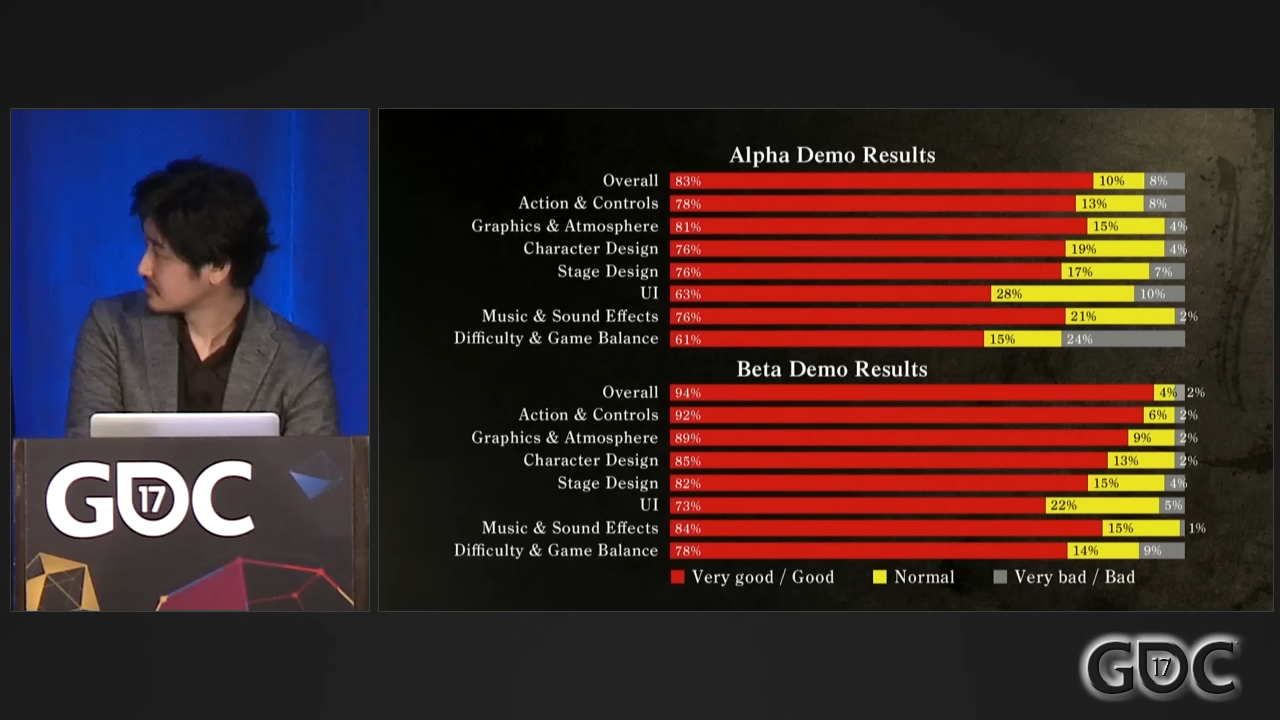 Alpha Demo Results
Overall 83% 10% 8%
Action & Controls 78% 13% 8%
Graphics & Atmosphere 81% 15% 4%
Character Design 76% 19% 4%
Stage Design 76% 17% 7%
UI 63% 28% 10%
Music & Sound Effects 76% 21% 2%
Difficulty & Game Balance 61% 15% 24%
Beta Demo Results
Overall 94% 4% 2%
Action & Controls 92% 6% 2%
Graphics & Atmosphere 89% 9% 2%
Character Design 85% 13% 2%
Stage Design 82% 15% 4%
UI 73% 22% 5%
Music & Sound Effects 84% 15% 1%
Difficulty & Game Balance 78% 14% 9%
Very good / Good Normal Very bad / Bad
GDC 17
GDC 17